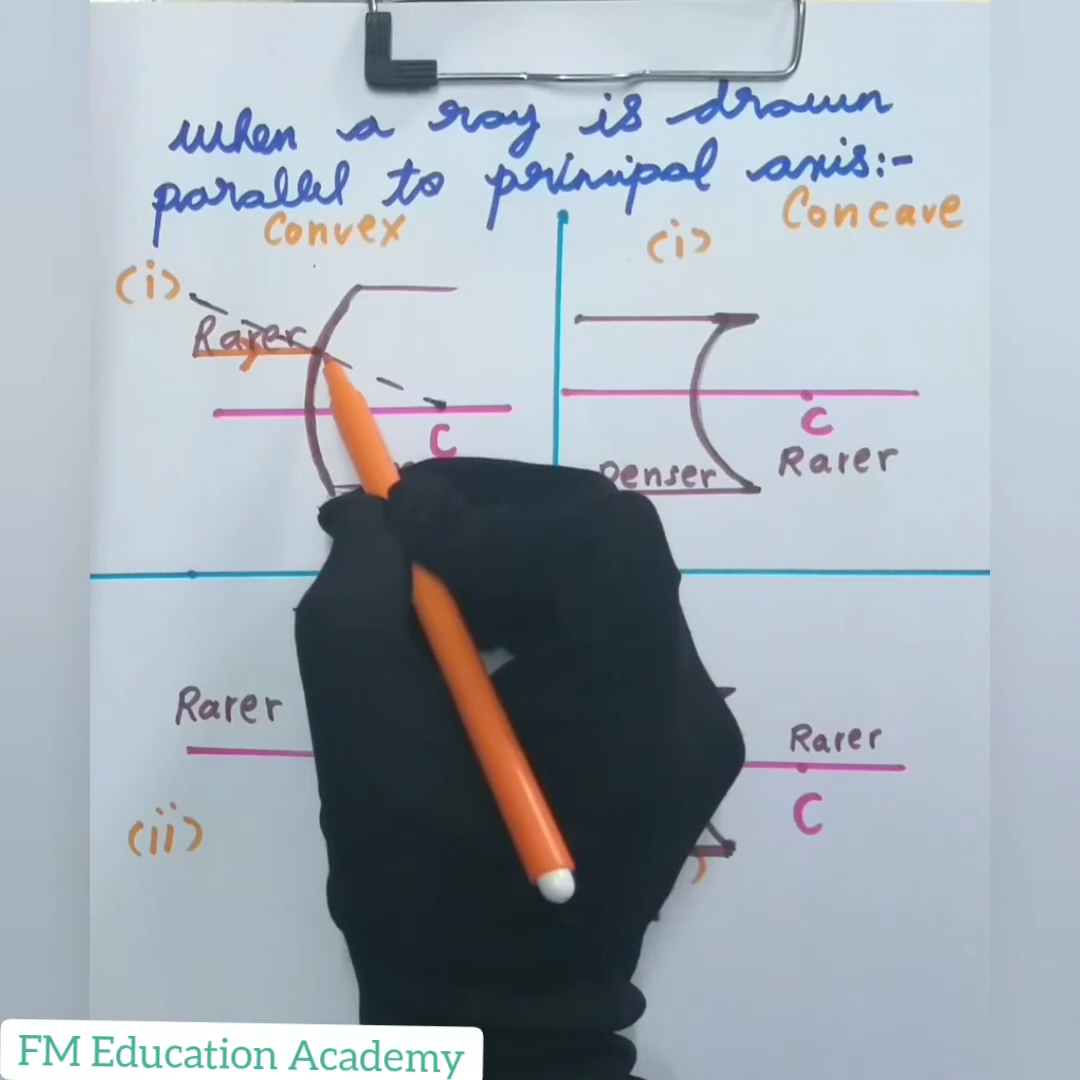 when a ray is drawn
parallel to principal axis:-
Convex
Concave
(i)
(i)
Rarer
C
C
Denser
Rarer
Rarer
Rarer
C
(ii)
FM Education Academy